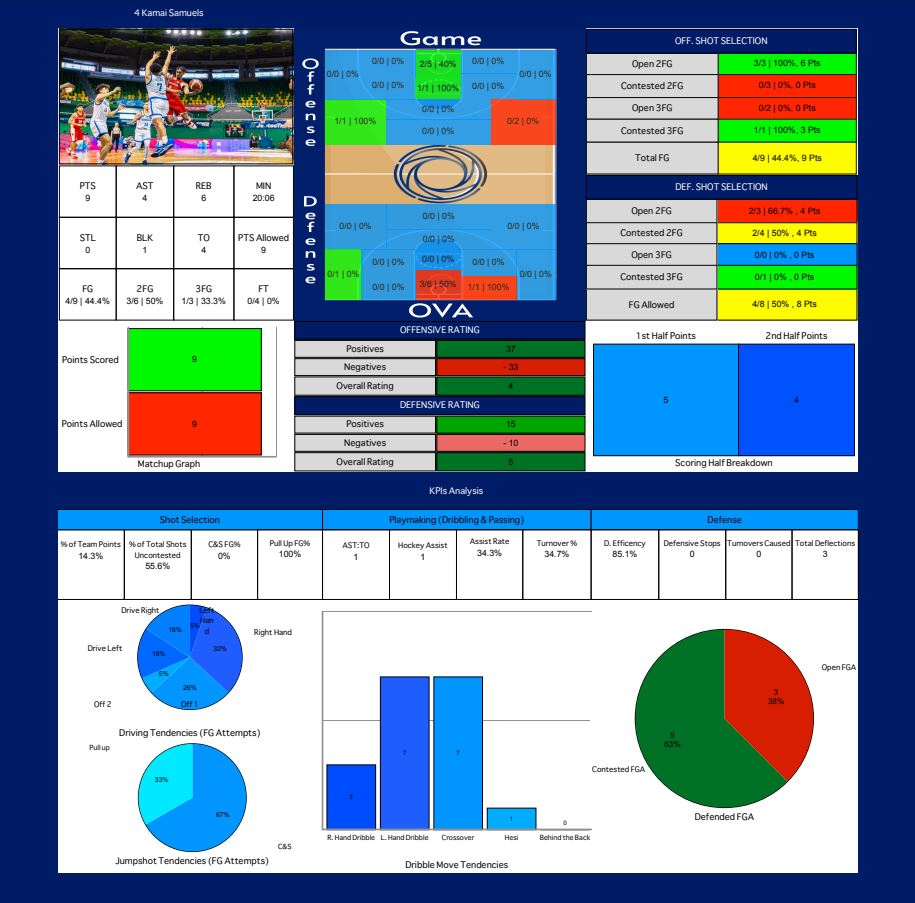 4 Kamai Samuels
Game
Offense
0/0 | 0%
0/0 | 0%
2/5 | 40%
0/0 | 0%
0/0 | 0%
0/0 | 0%
1/1 | 100%
0/0 | 0%
0/0 | 0%
1/1 | 100%
0/0 | 0%
0/2 | 0%
Defense
0/0 | 0%
0/0 | 0%
0/0 | 0%
0/0 | 0%
0/0 | 0%
0/0 | 0%
0/0 | 0%
0/1 | 0%
0/0 | 0%
0/0 | 0%
3/6 | 50%
1/1 | 100%
OVA
OFF. SHOT SELECTION
Open 2FG 3/3 | 100%, 6 Pts
Contested 2FG 0/3 | 0%, 0 Pts
Open 3FG 0/2 | 0%, 0 Pts
Contested 3FG 1/1 | 100%, 3 Pts
Total FG 4/9 | 44.4%, 9 Pts
DEF. SHOT SELECTION
Open 2FG 2/3 | 66.7% , 4 Pts
Contested 2FG 2/4 | 50% , 4 Pts
Open 3FG 0/0 | 0% , 0 Pts
Contested 3FG 0/1 | 0% , 0 Pts
FG Allowed 4/8 | 50% , 8 Pts
PTS AST REB MIN
9 4 6 20:06
STL BLK TO PTS Allowed
0 1 4 9
FG 2FG 3FG FT
4/9 | 44.4% 3/6 | 50% 1/3 | 33.3% 0/4 | 0%
Points Scored 9
Points Allowed 9
Matchup Graph
OFFENSIVE RATING
Positives 37
Negatives - 33
Overall Rating 4
DEFENSIVE RATING
Positives 15
Negatives - 10
Overall Rating 5
1st Half Points 2nd Half Points
5 4
Scoring Half Breakdown
KPIs Analysis
Shot Selection Playmaking (Dribbling & Passing) Defense
% of Team Points
14.3%
% of Total Shots
Uncontested
55.6%
C&S FG%
0%
Pull Up FG%
100%
AST:TO
1
Hockey Assist
1
Assist Rate
34.3%
Turnover %
34.7%
D. Efficency
85.1%
Defensive Stops
0
Turnovers Caused
0
Total Deflections
3
Drive Right
Left
Han
d
16%
5%
Right Hand
32%
Drive Left
16%
5%
26%
Off 2
Off 1
Driving Tendencies (FG Attempts)
Pull up
33%
67%
C&S
Jumpshot Tendencies (FG Attempts)
3 7 7 1 0
R. Hand Dribble L. Hand Dribble Crossover Hesi Behind the Back
Dribble Move Tendencies
Open FGA
3
38%
5
63%
Contested FGA
Defended FGA